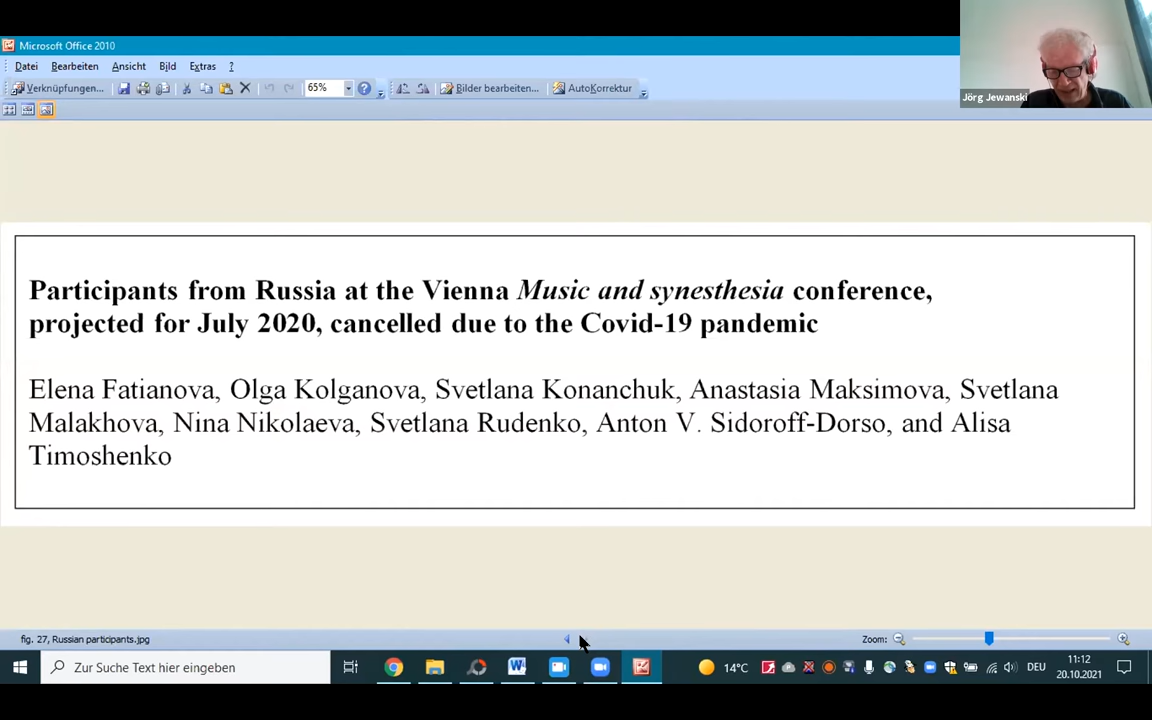 Microsoft Office 2010
Datei Bearbeiten Ansicht Bild Extras ?
Verknüpfungen... 65% Bilder bearbeiten... AutoKorrektur
Jörg Jewanski
Participants from Russia at the Vienna Music and synesthesia conference,
projected for July 2020, cancelled due to the Covid-19 pandemic
Elena Fatianova, Olga Kolganova, Svetlana Konanchuk, Anastasia Maksimova, Svetlana
Malakhova, Nina Nikolaeva, Svetlana Rudenko, Anton V. Sidoroff-Dorso, and Alisa
Timoshenko
fig. 27, Russian participants.jpg Zoom:
Zur Suche Text hier eingeben 14°C DEU 11:12
20.10.2021